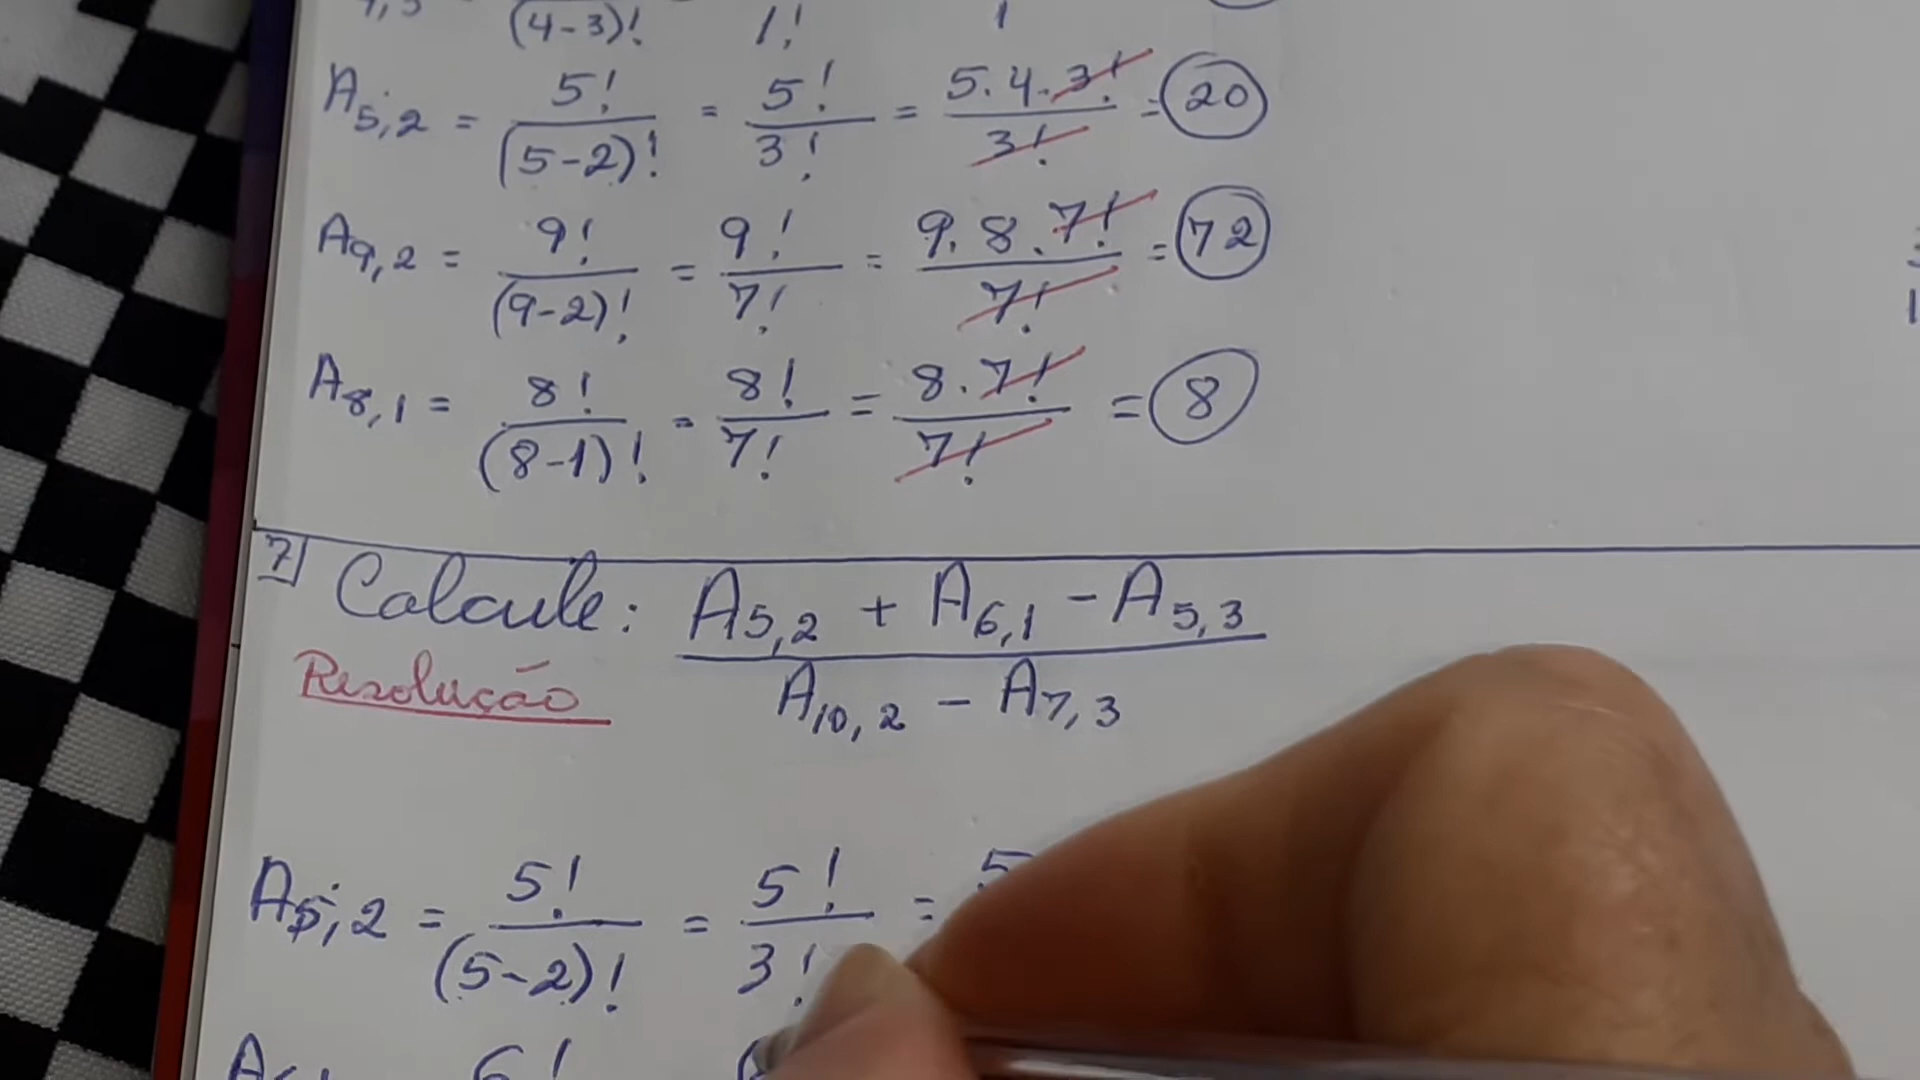 4,3 (4-3)! 1! 1
A5,2 = 5!/(5-2)! = 5!/3! = 5.4.3!/3! = 20
A9,2 = 9!/(9-2)! = 9!/7! = 9.8.7!/7! = 72
A8,1 = 8!/(8-1)! = 8!/7! = 8.7!/7! = 8
7] Calcule: A5,2 + A6,1 - A5,3
A10,2 - A7,3
Resolução
A5,2 = 5!/(5-2)! = 5!/3! = 5
6!